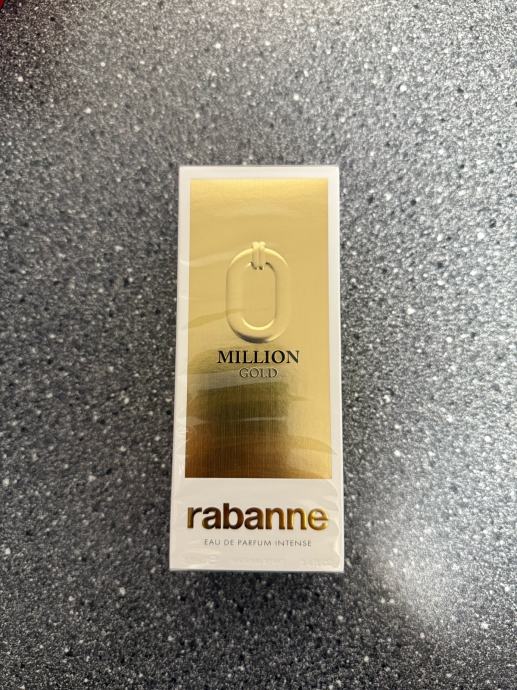 MILLION
GOLD
rabanne
EAU DE PARFUM INTENSE